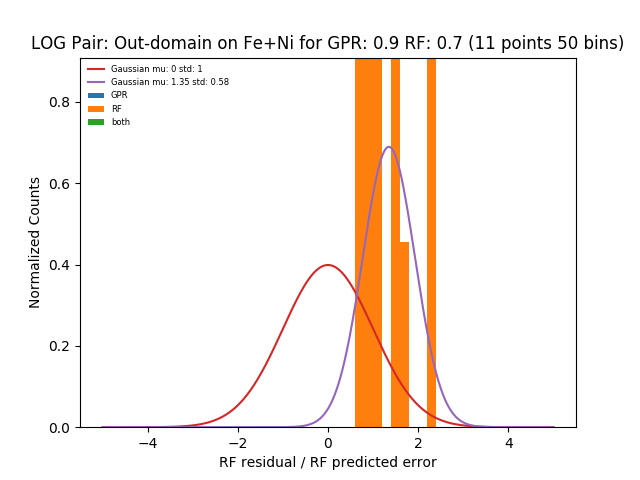 LOG Pair: Out-domain on Fe+Ni for GPR: 0.9 RF: 0.7 (11 points 50 bins)
Gaussian mu: 0 std: 1
Gaussian mu: 1.35 std: 0.58
GPR
RF
both
Normalized Counts
0.8
0.6
0.4
0.2
0.0
−4 −2 0 2 4
RF residual / RF predicted error